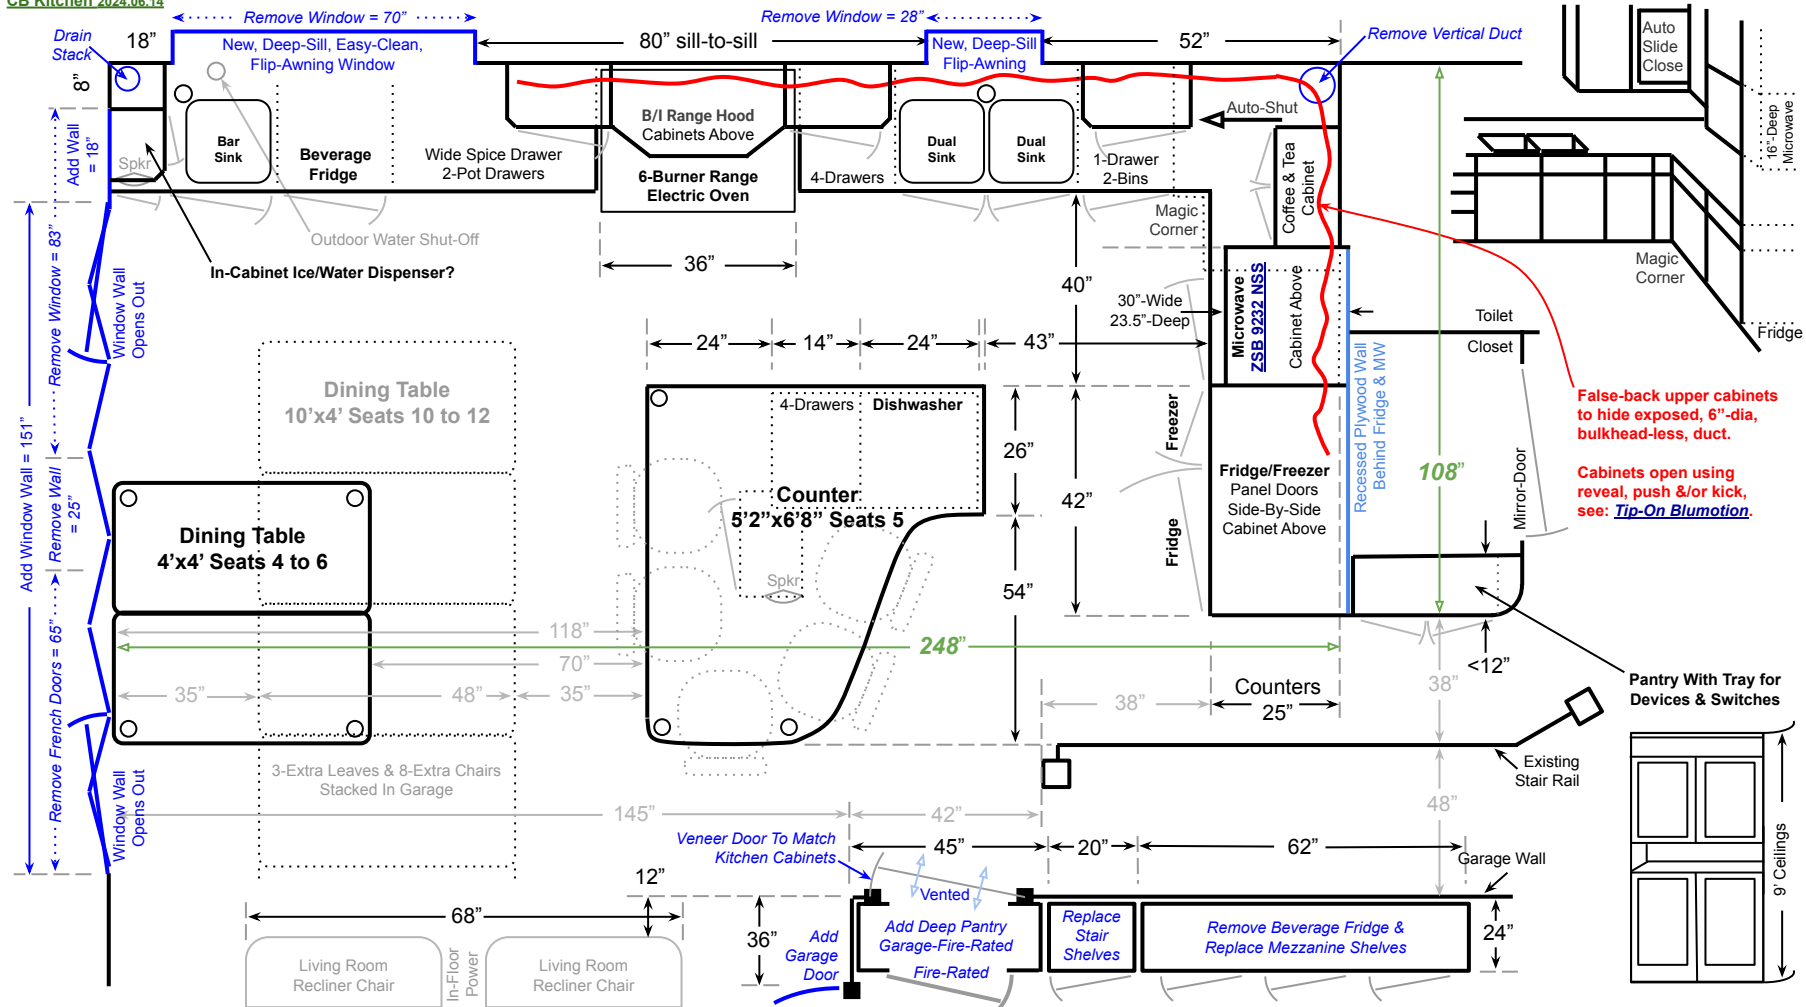 CB Kitchen 2024.06.14
Remove Window = 70”
Remove Window = 28”
Drain
Stack
18”
8”
New, Deep-Sill, Easy-Clean,
Flip-Awning Window
80” sill-to-sill
New, Deep-Sill
Flip-Awning
52”
Remove Vertical Duct
Auto
Slide
Close
16”-Deep
Microwave
Add Wall
= 18”
Spkr
Bar
Sink
Beverage
Fridge
Wide Spice Drawer
2-Pot Drawers
B/I Range Hood
Cabinets Above
6-Burner Range
Electric Oven
4-Drawers
Dual
Sink
Dual
Sink
1-Drawer
2-Bins
Auto-Shut
Coffee & Tea
Cabinet
Magic
Corner
Magic
Corner
Fridge
Outdoor Water Shut-Off
In-Cabinet Ice/Water Dispenser?
36”
40”
30”-Wide
23.5”-Deep
Microwave
ZSB 9232 NSS
Cabinet Above
Toilet
Closet
Remove Window = 83”
Window Wall
Opens Out
24”
14”
24”
43”
Dining Table
10’x4’ Seats 10 to 12
4-Drawers
Dishwasher
26”
42”
Freezer
Fridge
Fridge/Freezer
Panel Doors
Side-By-Side
Cabinet Above
Recessed Plywood Wall
Behind Fridge & MW
108”
Mirror-Door
False-back upper cabinets
to hide exposed, 6”-dia,
bulkhead-less, duct.
Cabinets open using
reveal, push &/or kick,
see: Tip-On Blumotion.
Add Window Wall = 151”
Remove Wall
= 25”
Dining Table
4’x4’ Seats 4 to 6
Counter
5’2”x6’8” Seats 5
Spkr
54”
Remove French Doors = 65”
118”
248”
70”
35”
48”
35”
38”
Counters
25”
<12”
38”
Pantry With Tray for
Devices & Switches
Window Wall
Opens Out
3-Extra Leaves & 8-Extra Chairs
Stacked In Garage
Existing
Stair Rail
145”
42”
48”
Veneer Door To Match
Kitchen Cabinets
45”
20”
62”
Garage Wall
9’ Ceilings
12”
68”
36”
Vented
Add Deep Pantry
Garage-Fire-Rated
Fire-Rated
Replace
Stair
Shelves
Remove Beverage Fridge &
Replace Mezzanine Shelves
24”
Add
Garage
Door
Living Room
Recliner Chair
In-Floor
Power
Living Room
Recliner Chair